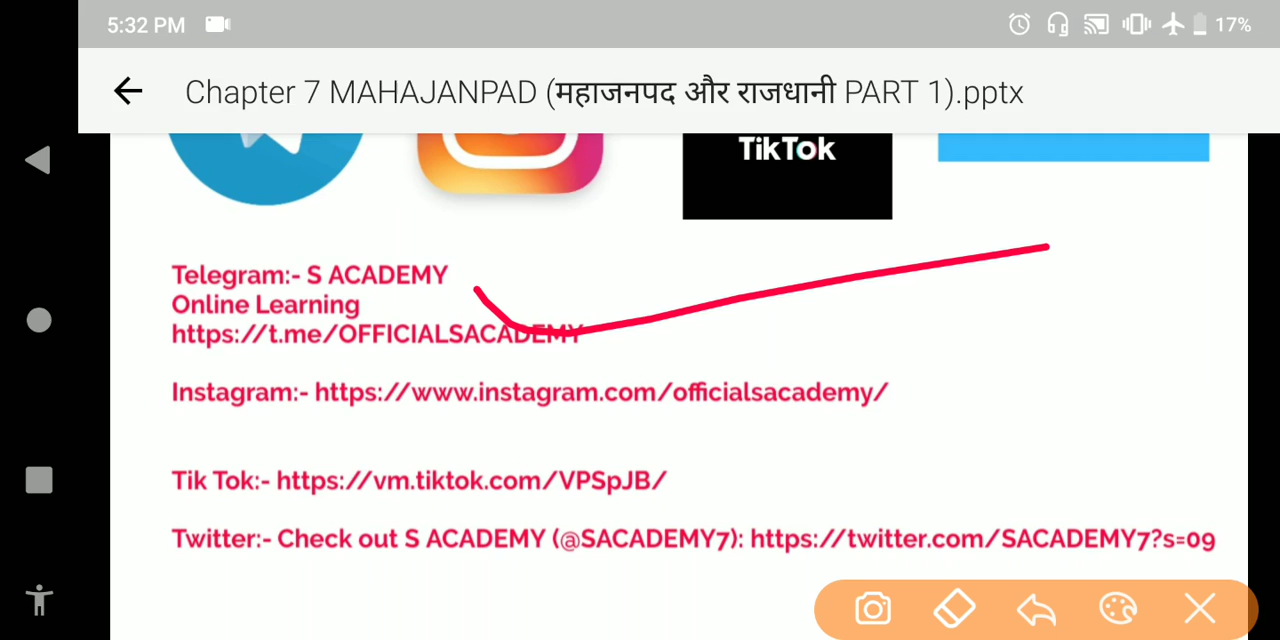 5:32 PM
17%
Chapter 7 MAHAJANPAD (महाजनपद और राजधानी PART 1).pptx
TikTok
Telegram:- S ACADEMY
Online Learning
https://t.me/OFFICIALSACADEMY
Instagram:- https://www.instagram.com/officialsacademy/
Tik Tok:- https://vm.tiktok.com/VPSpJB/
Twitter:- Check out S ACADEMY (@SACADEMY7): https://twitter.com/SACADEMY7?s=09